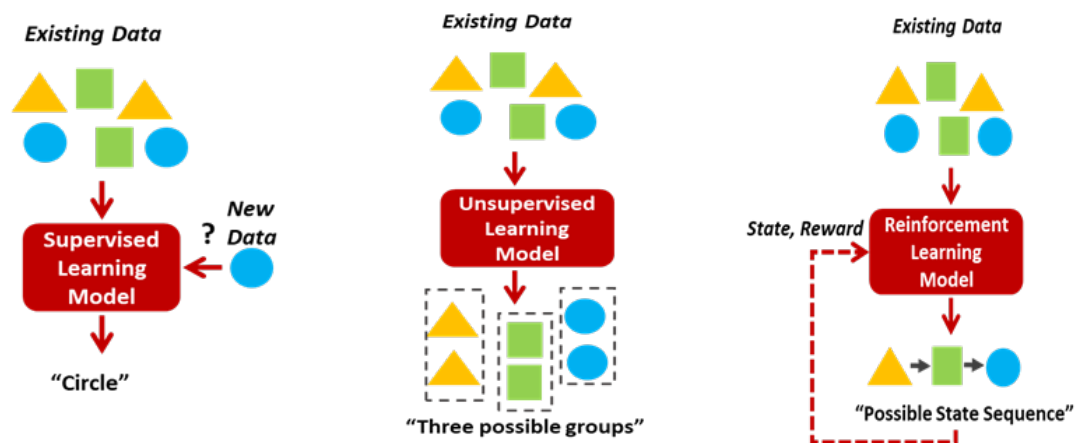 Existing Data
?
New
Data
Supervised
Learning
Model
“Circle”
Existing Data
Unsupervised
Learning
Model
“Three possible groups”
Existing Data
State, Reward
Reinforcement
Learning
Model
“Possible State Sequence”